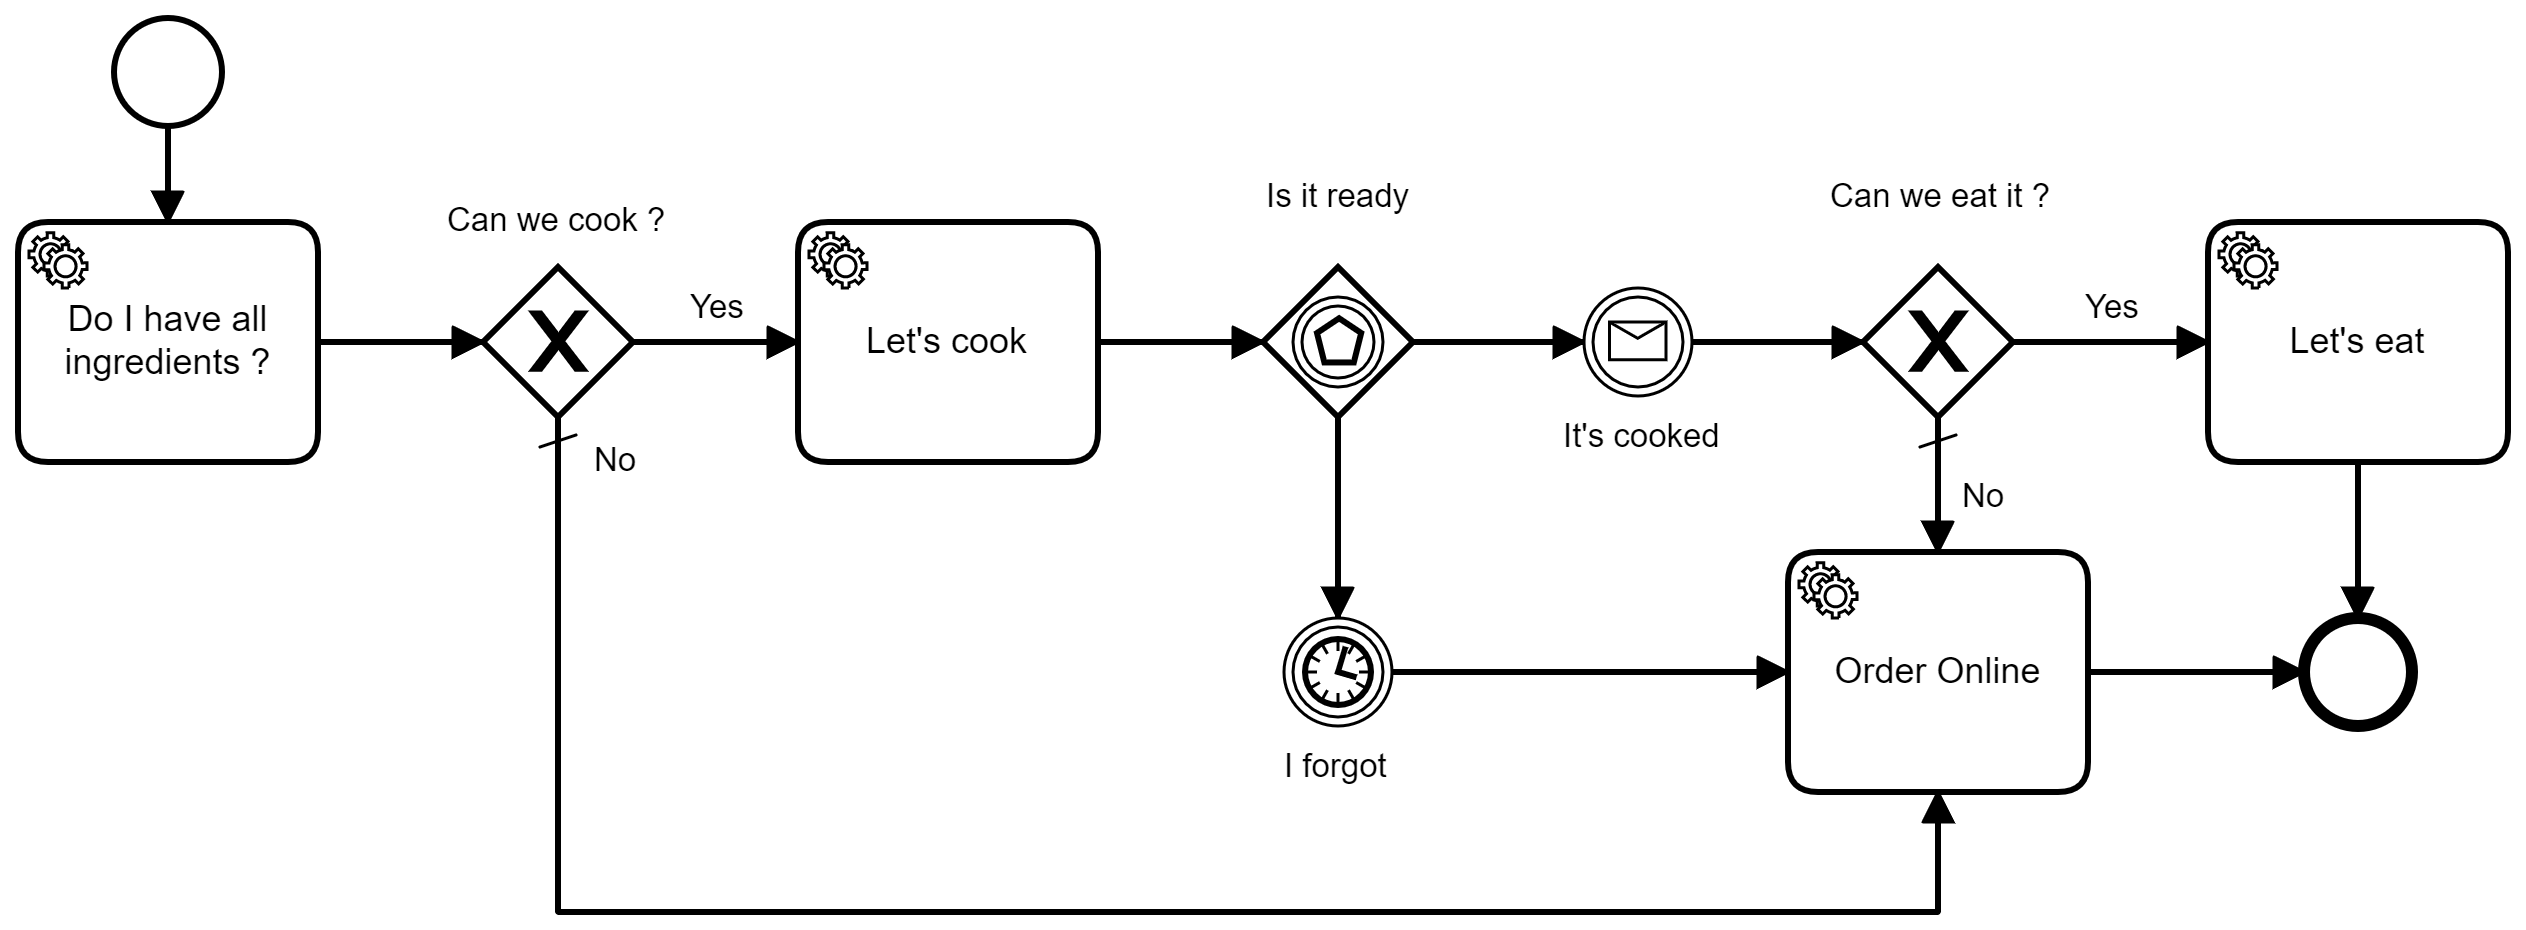 Do I have all
ingredients ?
Can we cook ?
Yes
No
Let's cook
Is it ready
It's cooked
I forgot
Can we eat it ?
Yes
No
Let's eat
Order Online